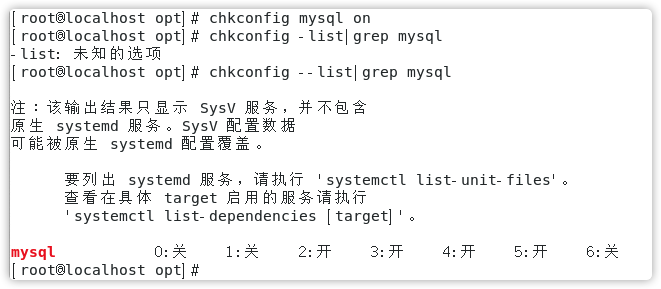 [root@localhost opt]# chkconfig mysql on
[root@localhost opt]# chkconfig -list|grep mysql
-list: 未知的选项
[root@localhost opt]# chkconfig --list|grep mysql
注：该输出结果只显示 SysV 服务，并不包含
原生 systemd 服务。SysV 配置数据
可能被原生 systemd 配置覆盖。
要列出 systemd 服务，请执行 'systemctl list-unit-files'。
查看在具体 target 启用的服务请执行
'systemctl list-dependencies [target]'。
mysql 0:关 1:关 2:开 3:开 4:开 5:开 6:关
[root@localhost opt]#